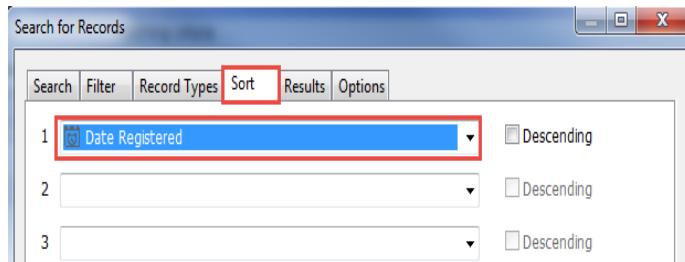 Search for Records
Search Filter Record Types Sort Results Options
1 Date Registered Descending
2 Descending
3 Descending